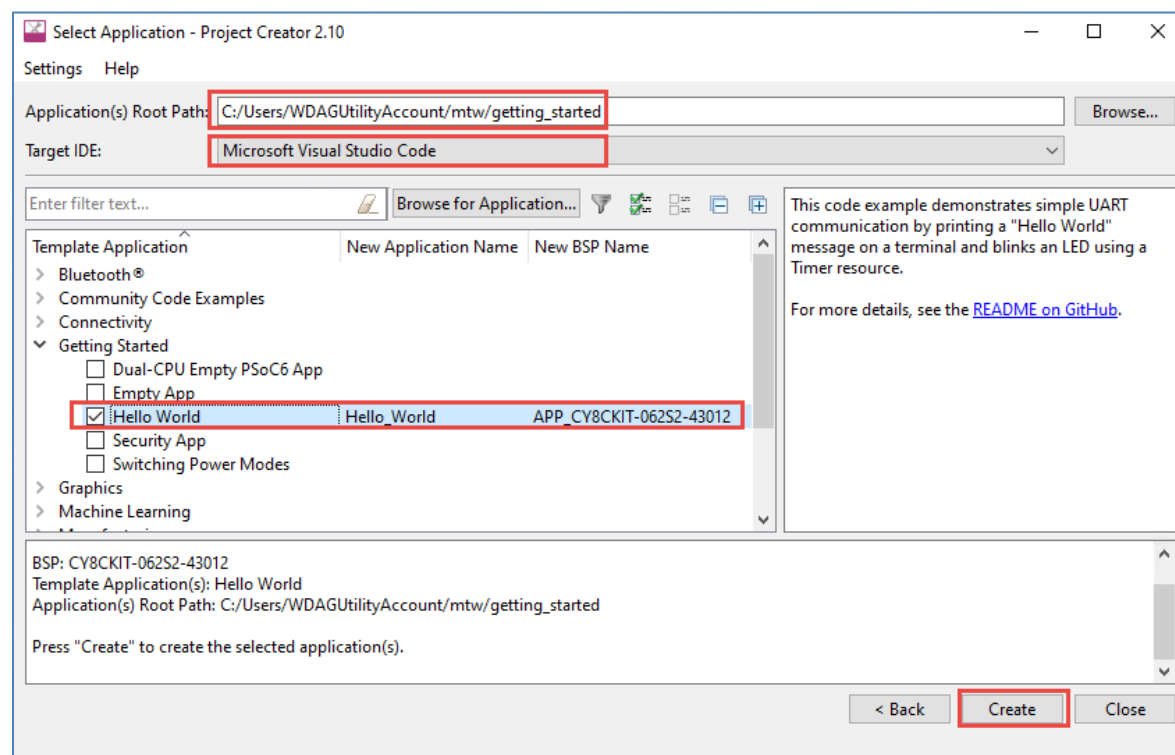 Select Application - Project Creator 2.10
Settings Help
Application(s) Root Path: C:/Users/WDAGUtilityAccount/mtw/getting_started Browse...
Target IDE: Microsoft Visual Studio Code
Enter filter text... Browse for Application...
Template Application New Application Name New BSP Name
Bluetooth®
Community Code Examples
Connectivity
Getting Started
Dual-CPU Empty PSoC6 App
Empty App
Hello World Hello_World APP_CY8CKIT-062S2-43012
Security App
Switching Power Modes
Graphics
Machine Learning
This code example demonstrates simple UART
communication by printing a "Hello World"
message on a terminal and blinks an LED using a
Timer resource.
For more details, see the README on GitHub.
BSP: CY8CKIT-062S2-43012
Template Application(s): Hello World
Application(s) Root Path: C:/Users/WDAGUtilityAccount/mtw/getting_started
Press "Create" to create the selected application(s).
< Back Create Close